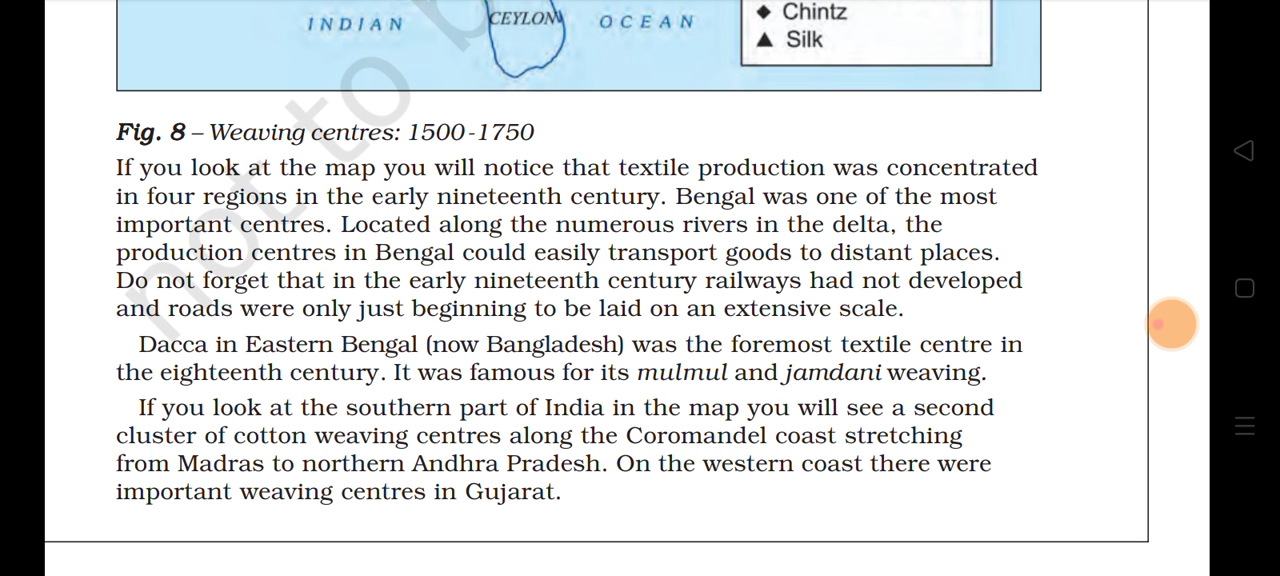 INDIAN CEYLON OCEAN
◆ Chintz
▲ Silk
Fig. 8 – Weaving centres: 1500-1750
If you look at the map you will notice that textile production was concentrated
in four regions in the early nineteenth century. Bengal was one of the most
important centres. Located along the numerous rivers in the delta, the
production centres in Bengal could easily transport goods to distant places.
Do not forget that in the early nineteenth century railways had not developed
and roads were only just beginning to be laid on an extensive scale.
Dacca in Eastern Bengal (now Bangladesh) was the foremost textile centre in
the eighteenth century. It was famous for its mulmul and jamdani weaving.
If you look at the southern part of India in the map you will see a second
cluster of cotton weaving centres along the Coromandel coast stretching
from Madras to northern Andhra Pradesh. On the western coast there were
important weaving centres in Gujarat.
not to b